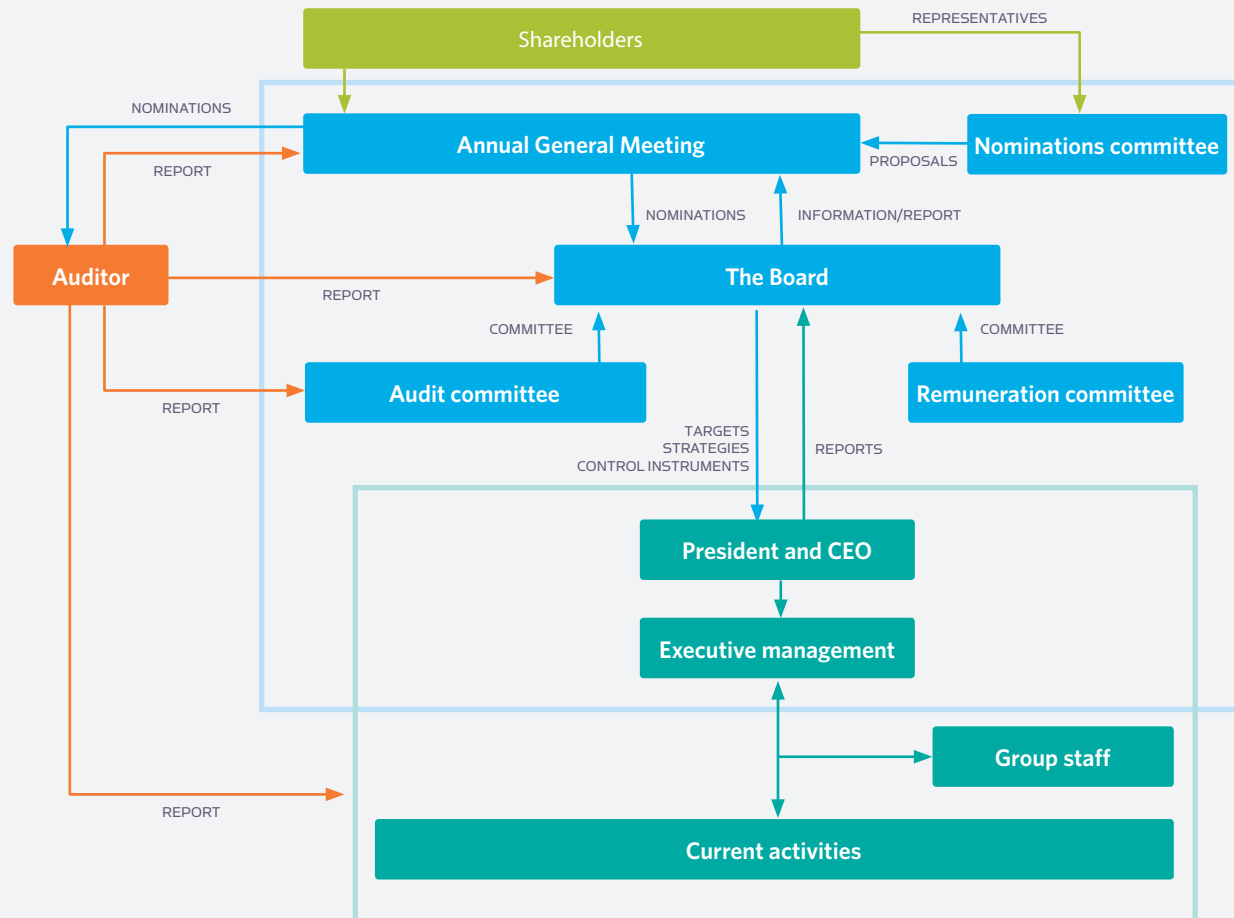 REPRESENTATIVES
Shareholders
NOMINATIONS
Annual General Meeting
Nominations committee
PROPOSALS
REPORT
NOMINATIONS
INFORMATION/REPORT
Auditor
The Board
REPORT
COMMITTEE
COMMITTEE
Audit committee
Remuneration committee
REPORT
TARGETS
STRATEGIES
CONTROL INSTRUMENTS
REPORTS
President and CEO
Executive management
Group staff
REPORT
Current activities